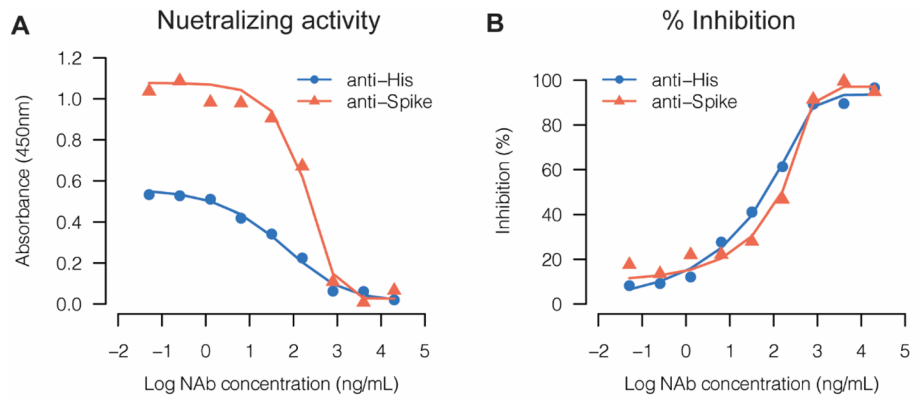 A
Nuetralizing activity
anti–His
anti–Spike
Absorbance (450nm)
1.2
1.0
0.8
0.6
0.4
0.2
0.0
−2 −1 0 1 2 3 4 5
Log NAb concentration (ng/mL)
B
% Inhibition
anti–His
anti–Spike
Inhibition (%)
100
80
60
40
20
0
−2 −1 0 1 2 3 4 5
Log NAb concentration (ng/mL)